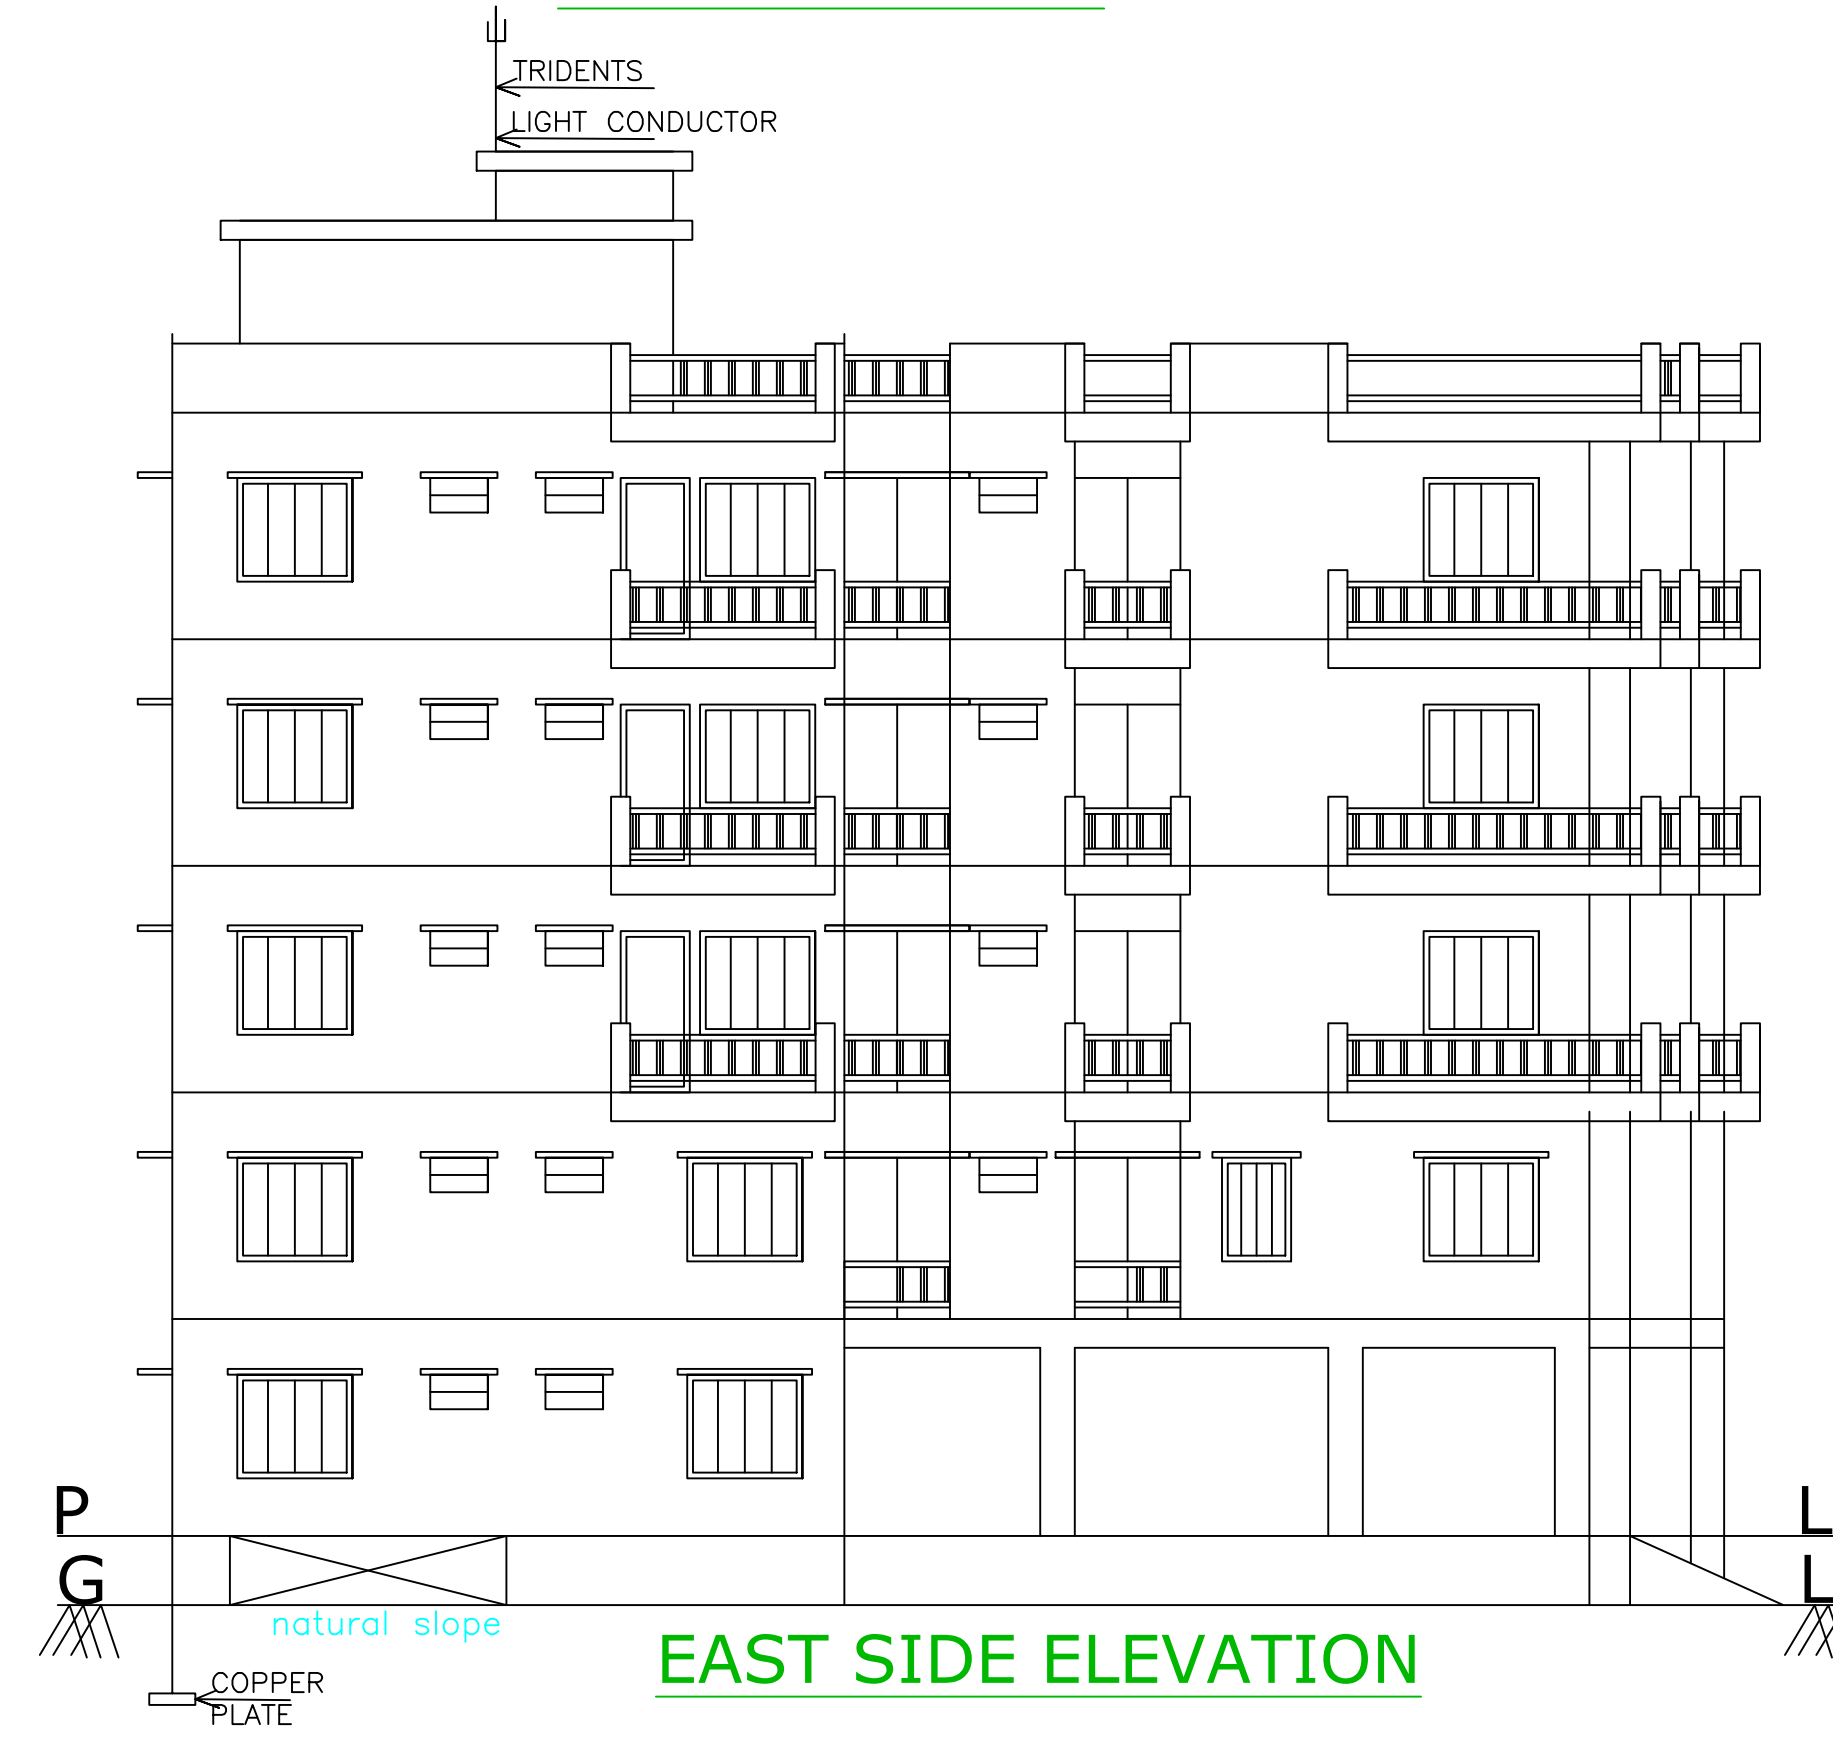 TRIDENTS
LIGHT CONDUCTOR
P L
G L
natural slope
EAST SIDE ELEVATION
COPPER
PLATE